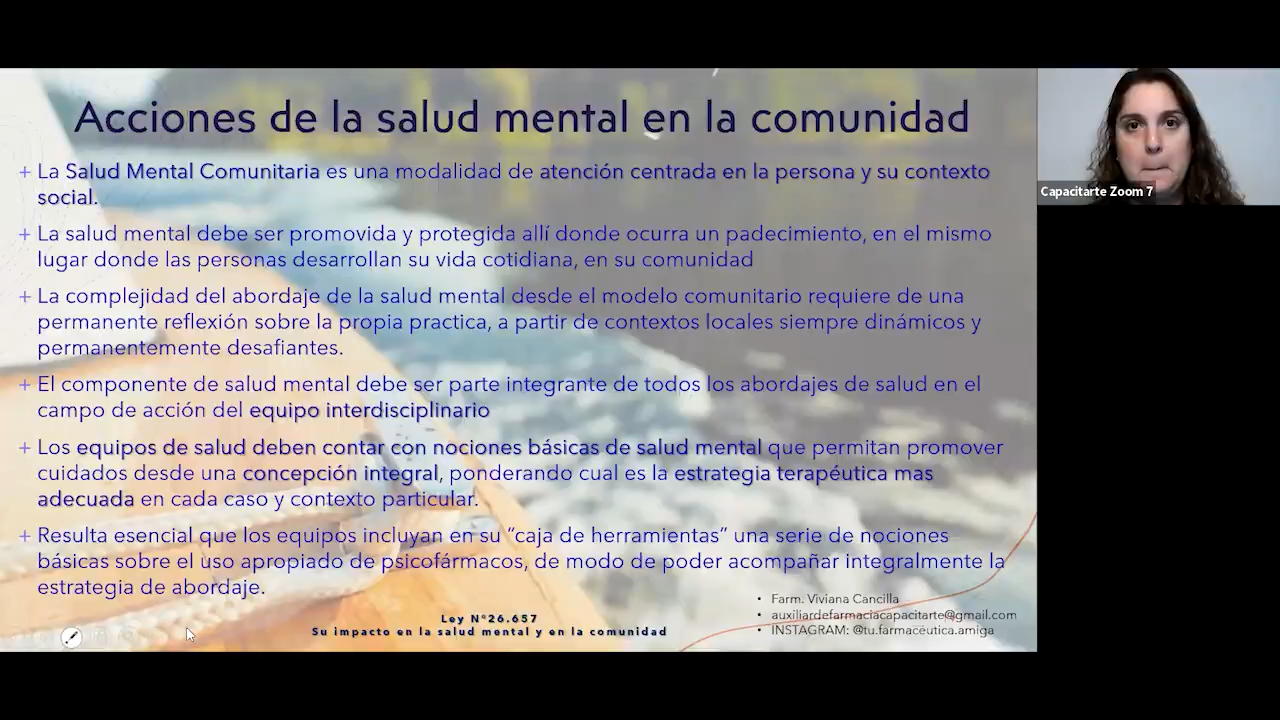 Acciones de la salud mental en la comunidad
+ La Salud Mental Comunitaria es una modalidad de atención centrada en la persona y su contexto
social.
+ La salud mental debe ser promovida y protegida allí donde ocurra un padecimiento, en el mismo
lugar donde las personas desarrollan su vida cotidiana, en su comunidad
+ La complejidad del abordaje de la salud mental desde el modelo comunitario requiere de una
permanente reflexión sobre la propia practica, a partir de contextos locales siempre dinámicos y
permanentemente desafiantes.
+ El componente de salud mental debe ser parte integrante de todos los abordajes de salud en el
campo de acción del equipo interdisciplinario
+ Los equipos de salud deben contar con nociones básicas de salud mental que permitan promover
cuidados desde una concepción integral, ponderando cual es la estrategia terapéutica mas
adecuada en cada caso y contexto particular.
+ Resulta esencial que los equipos incluyan en su “caja de herramientas” una serie de nociones
básicas sobre el uso apropiado de psicofármacos, de modo de poder acompañar integralmente la
estrategia de abordaje.
Ley N°26.657
Su impacto en la salud mental y en la comunidad
• Farm. Viviana Cancilla
• auxiliardefarmaciacapacitarte@gmail.com
• INSTAGRAM: @tu.farmaceutica.amiga
Capacitarte Zoom 7